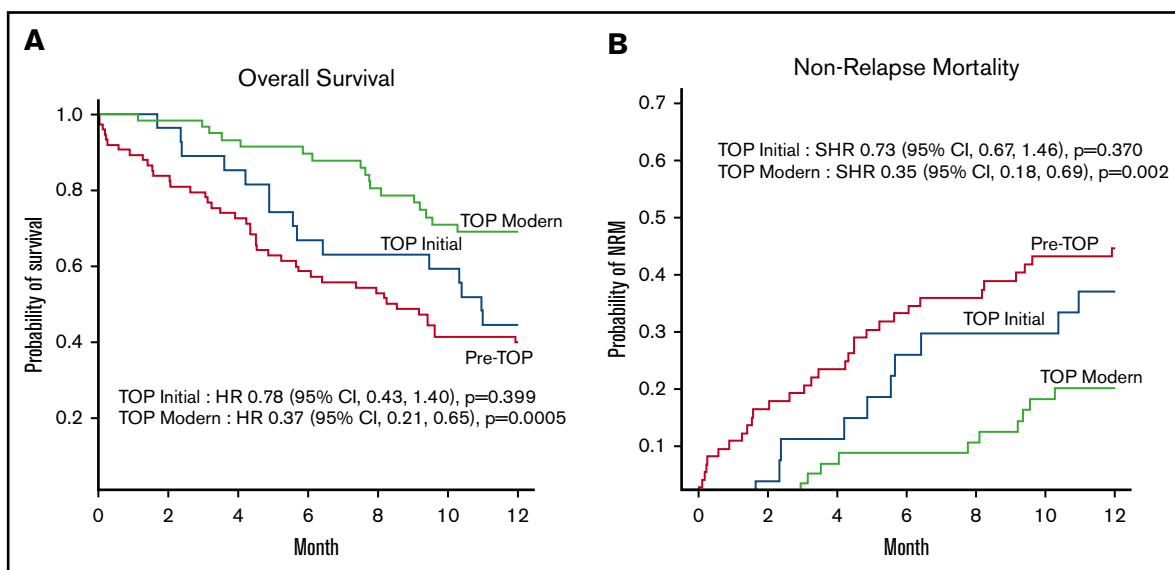 A
Overall Survival
1.0
0.8
0.6
0.4
0.2
Probability of survival
TOP Modern
TOP Initial
Pre-TOP
TOP Initial : HR 0.78 (95% CI, 0.43, 1.40), p=0.399
TOP Modern : HR 0.37 (95% CI, 0.21, 0.65), p=0.0005
0 2 4 6 8 10 12
Month
B
Non-Relapse Mortality
0.7
0.6
0.5
0.4
0.3
0.2
0.1
Probability of NRM
TOP Initial : SHR 0.73 (95% CI, 0.67, 1.46), p=0.370
TOP Modern : SHR 0.35 (95% CI, 0.18, 0.69), p=0.002
Pre-TOP
TOP Initial
TOP Modern
0 2 4 6 8 10 12
Month